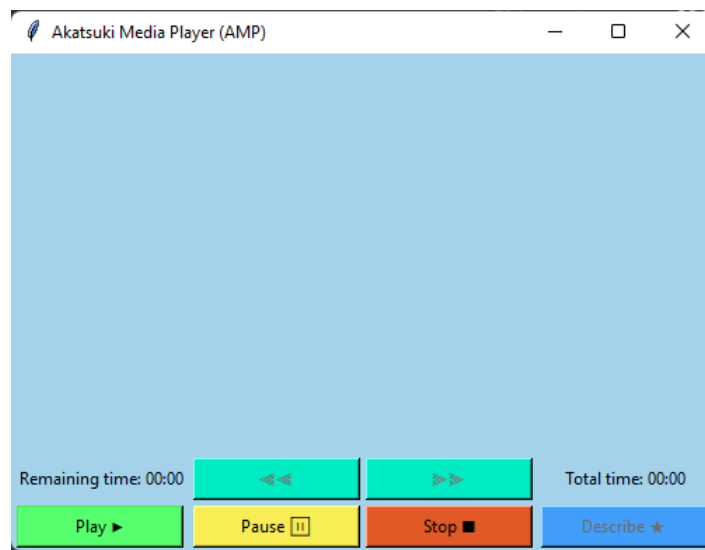 Akatsuki Media Player (AMP)
Remaining time: 00:00 ⪡⪡ ⪢⪢ Total time: 00:00
Play ► Pause ⏸ Stop ■ Describe ★